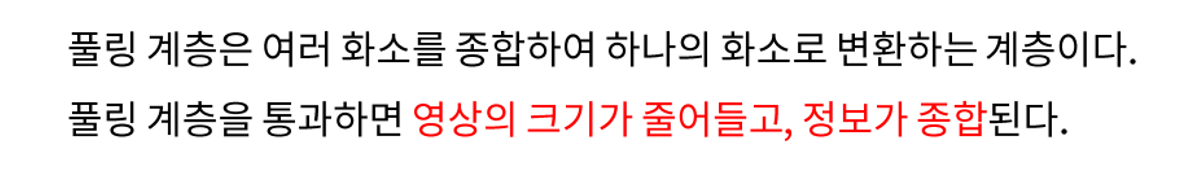 풀링 계층은 여러 화소를 종합하여 하나의 화소로 변환하는 계층이다.
풀링 계층을 통과하면 영상의 크기가 줄어들고, 정보가 종합된다.